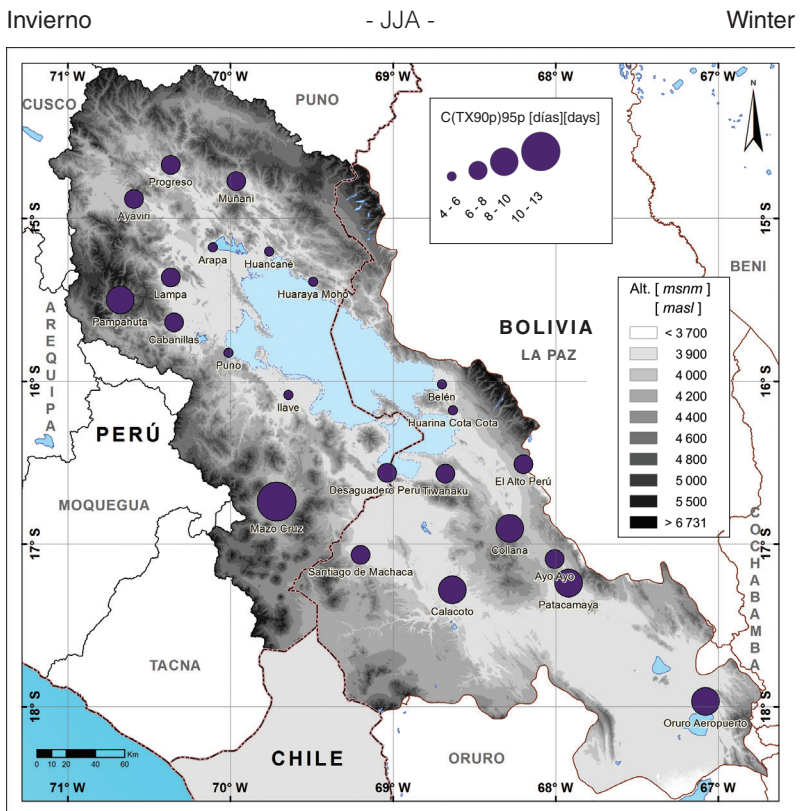 Invierno - JJA - Winter
71° W 70° W 69° W 68° W 67° W
CUSCO
PUNO
N
C(TX90p)95p [días][days]
4 - 6 6 - 8 8 - 10 10 - 13
Progreso
Muñani
Ayaviri
15°S 15°S
Arapa
Huancané
BENI
Lampa
Huaraya Moho
Alt. [ msnm ]
[ masl ]
< 3 700
3 900
4 000
4 200
4 400
4 600
4 800
5 000
5 500
> 6 731
AREQUIPA
Pampahuta
Cabanillas
BOLIVIA
LA PAZ
Puno
16°S 16°S
Belén
Ilave
Huarina Cota Cota
PERÚ
El Alto Perú
Desaguadero Perú
Tiwanaku
MOQUEGUA
Mazo Cruz
COCHABAMBA
17°S 17°S
Collana
Santiago de Machaca
Ayo Ayo
Calacoto
Patacamaya
TACNA
18°S 18°S
Oruro Aeropuerto
CHILE
ORURO
0 10 20 40 60 Km
71° W 70° W 69° W 68° W 67° W